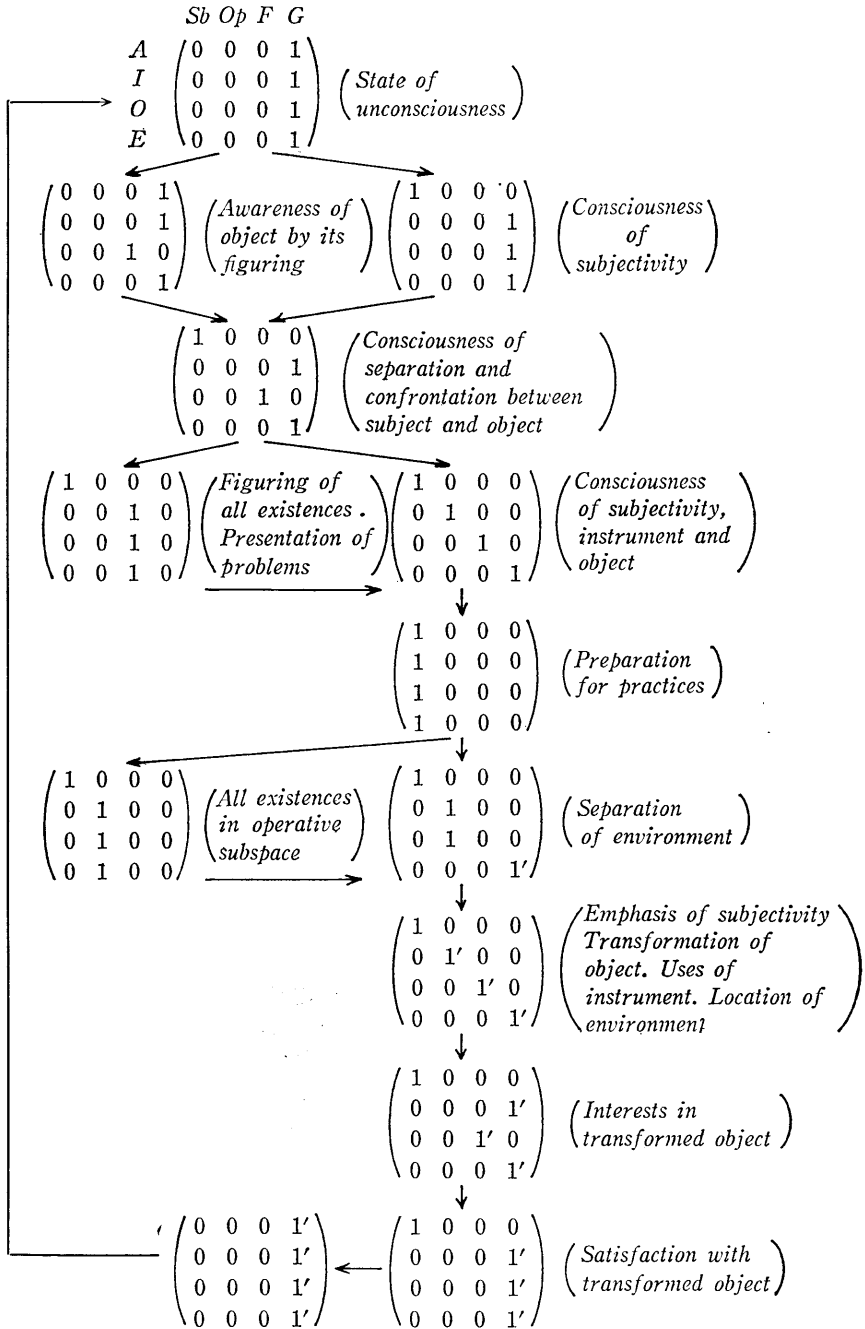 Sb Op F G
A 0 0 0 1
I 0 0 0 1
O 0 0 0 1
E 0 0 0 1
(State of
unconsciousness)
0 0 0 1
0 0 0 1
0 0 1 0
0 0 0 1
(Awareness of
object by its
figuring)
1 0 0 0
0 0 0 1
0 0 0 1
0 0 0 1
(Consciousness
of
subjectivity)
1 0 0 0
0 0 0 1
0 0 1 0
0 0 0 1
(Consciousness of
separation and
confrontation between
subject and object)
1 0 0 0
0 0 1 0
0 0 1 0
0 0 1 0
(Figuring of
all existences.
Presentation of
problems)
1 0 0 0
0 1 0 0
0 0 1 0
0 0 0 1
(Consciousness
of subjectivity,
instrument and
object)
1 0 0 0
1 0 0 0
1 0 0 0
1 0 0 0
(Preparation
for practices)
1 0 0 0
0 1 0 0
0 1 0 0
0 1 0 0
(All existences
in operative
subspace)
1 0 0 0
0 1 0 0
0 1 0 0
0 0 0 1′
(Separation
of environment)
1 0 0 0
0 1′ 0 0
0 0 1′ 0
0 0 0 1′
(Emphasis of subjectivity
Transformation of
object. Uses of
instrument. Location of
environment)
1 0 0 0
0 0 0 1′
0 0 1′ 0
0 0 0 1′
(Interests in
transformed object)
0 0 0 1′
0 0 0 1′
0 0 0 1′
0 0 0 1′
1 0 0 0
0 0 0 1′
0 0 0 1′
0 0 0 1′
(Satisfaction with
transformed object)